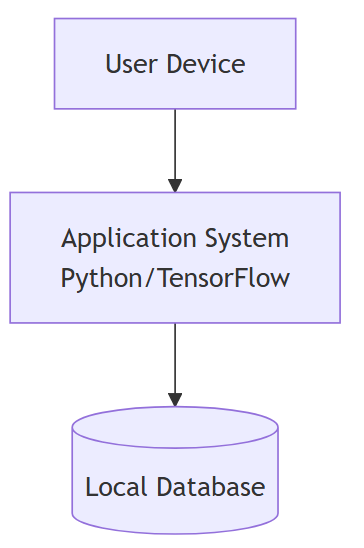 User Device
Application System
Python/TensorFlow
Local Database